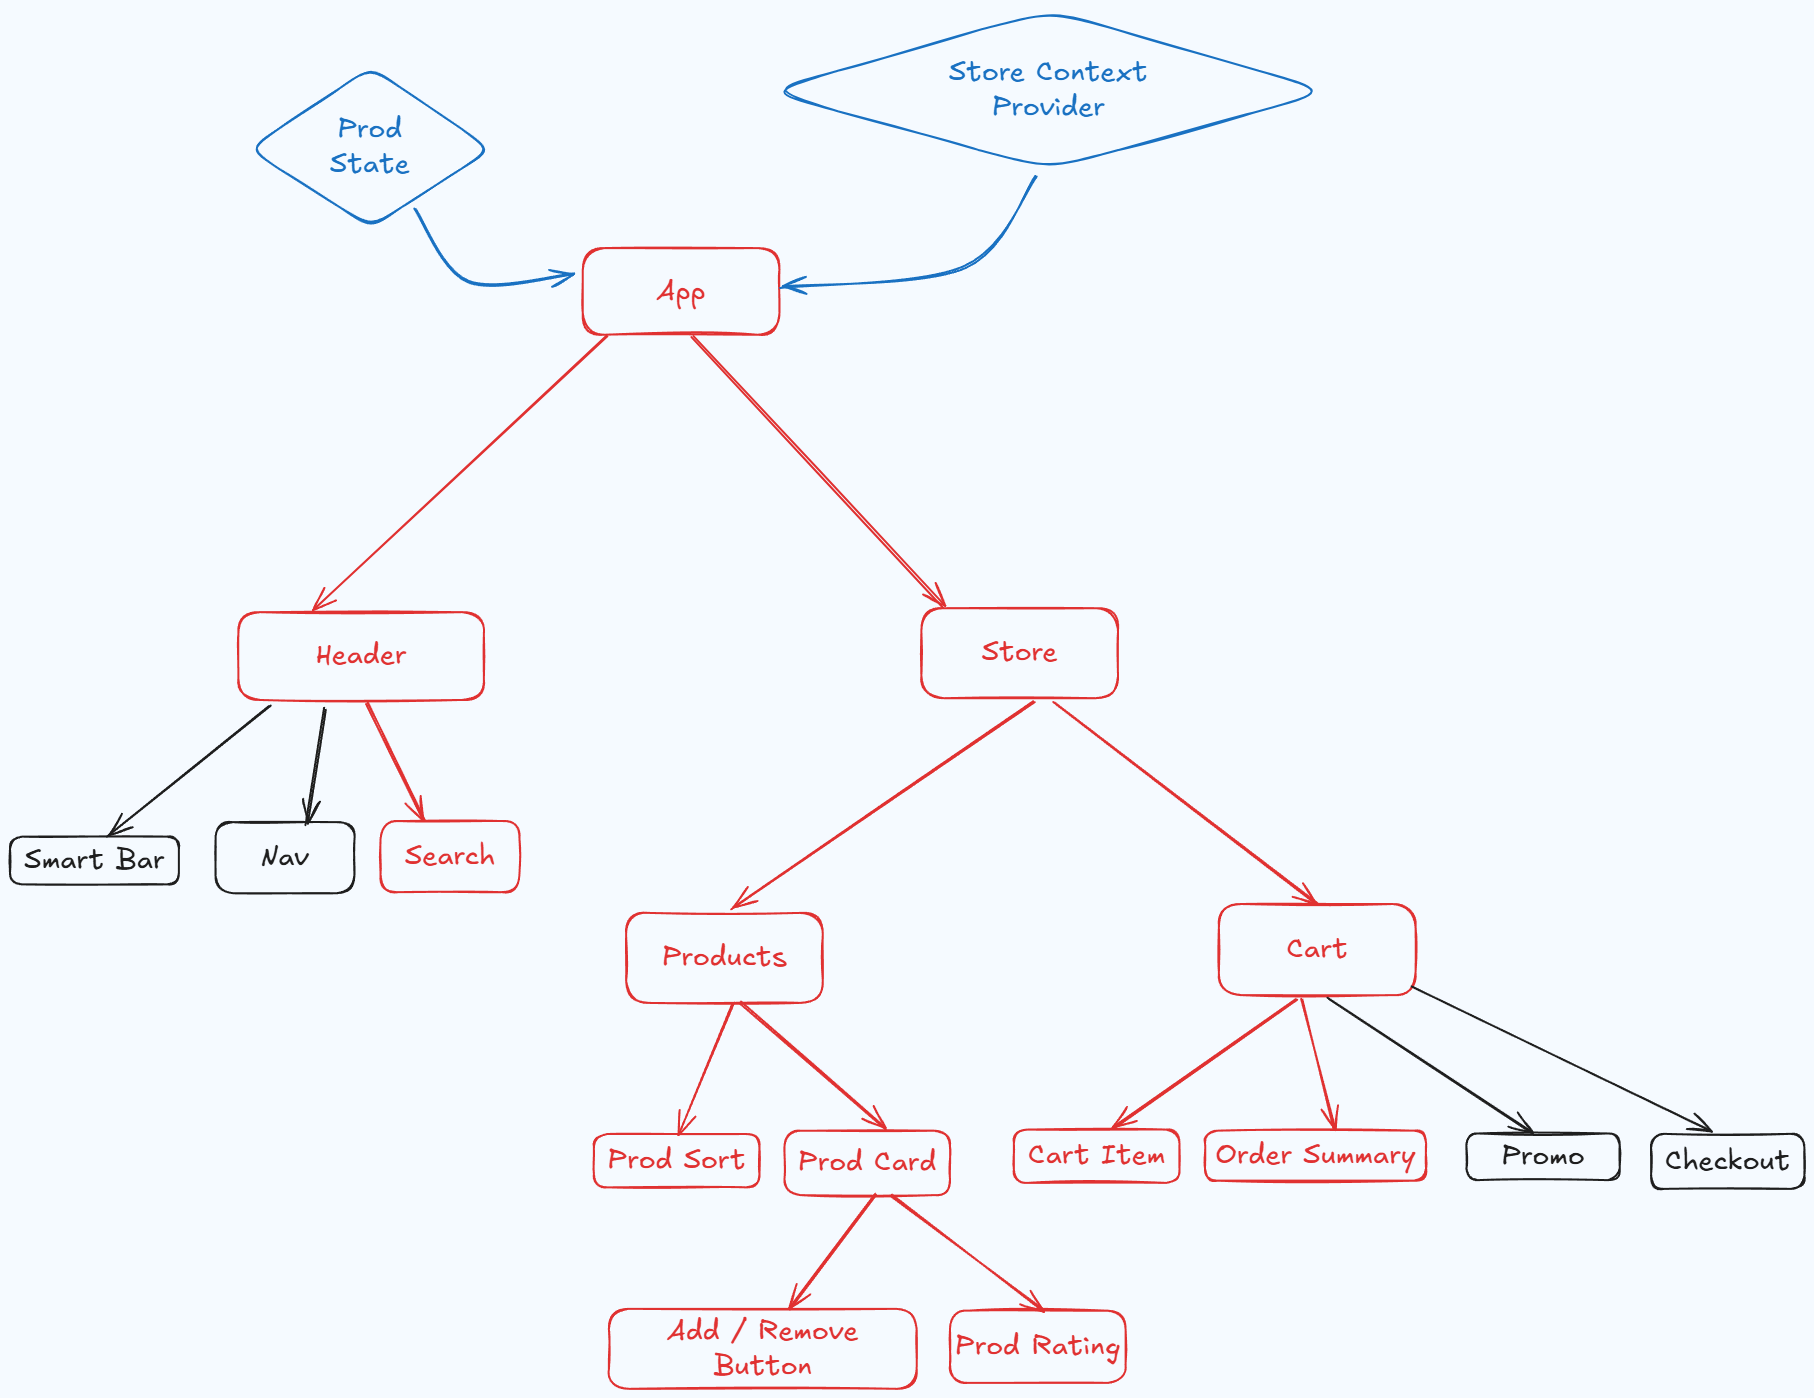 Store Context
Provider
Prod
State
App
Header
Store
Smart Bar
Nav
Search
Products
Cart
Prod Sort
Prod Card
Cart Item
Order Summary
Promo
Checkout
Add / Remove
Button
Prod Rating